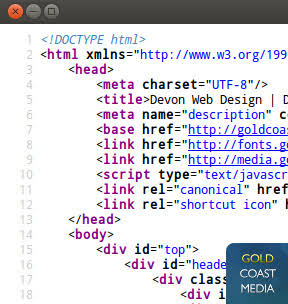 1 <!DOCTYPE html>
2 <html xmlns="http://www.w3.org/199
3 <head>
4 <meta charset="UTF-8"/>
5 <title>Devon Web Design | D
6 <meta name="description" c
7 <base href="http://goldcoa
8 <link href="http://fonts.g
9 <link href="http://media.g
10 <script type="text/javascr
11 <link rel="canonical" href
12 <link rel="shortcut icon" h
13 </head>
14 <body>
15 <div id="top">
16 <div id="heade
17 <div class
18 <div i
GOLD
COAST
MEDIA